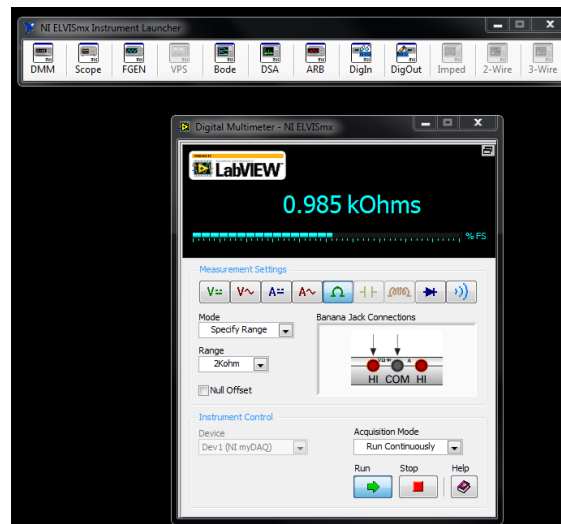 NI ELVISmx Instrument Launcher
DMM Scope FGEN VPS Bode DSA ARB DigIn DigOut Imped 2-Wire 3-Wire
Digital Multimeter - NI ELVISmx
LabVIEW
0.985 kOhms
% FS
Measurement Settings
V V A A Ω
Mode
Banana Jack Connections
Specify Range
Range
2Kohm
VΩ A
HI COM HI
Null Offset
Instrument Control
Device
Acquisition Mode
Dev1 (NI myDAQ)
Run Continuously
Run Stop Help